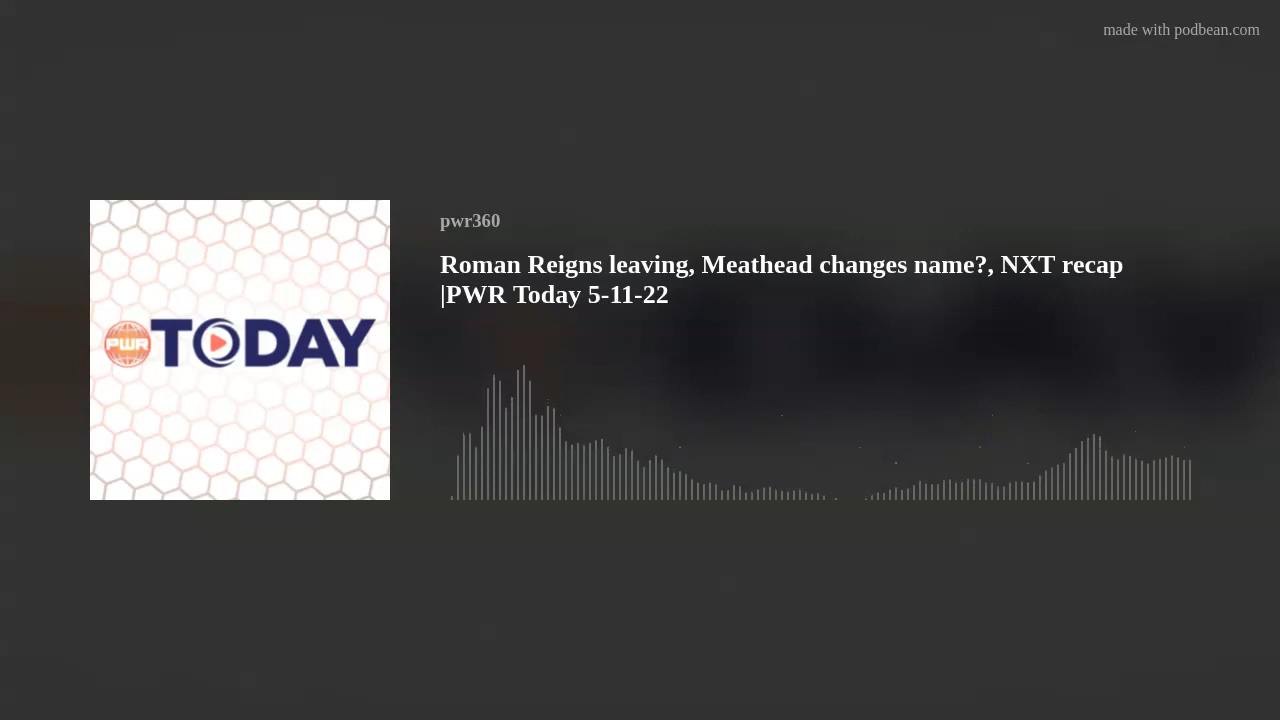 made with podbean.com
pwr360
Roman Reigns leaving, Meathead changes name?, NXT recap
|PWR Today 5-11-22
PWR TODAY